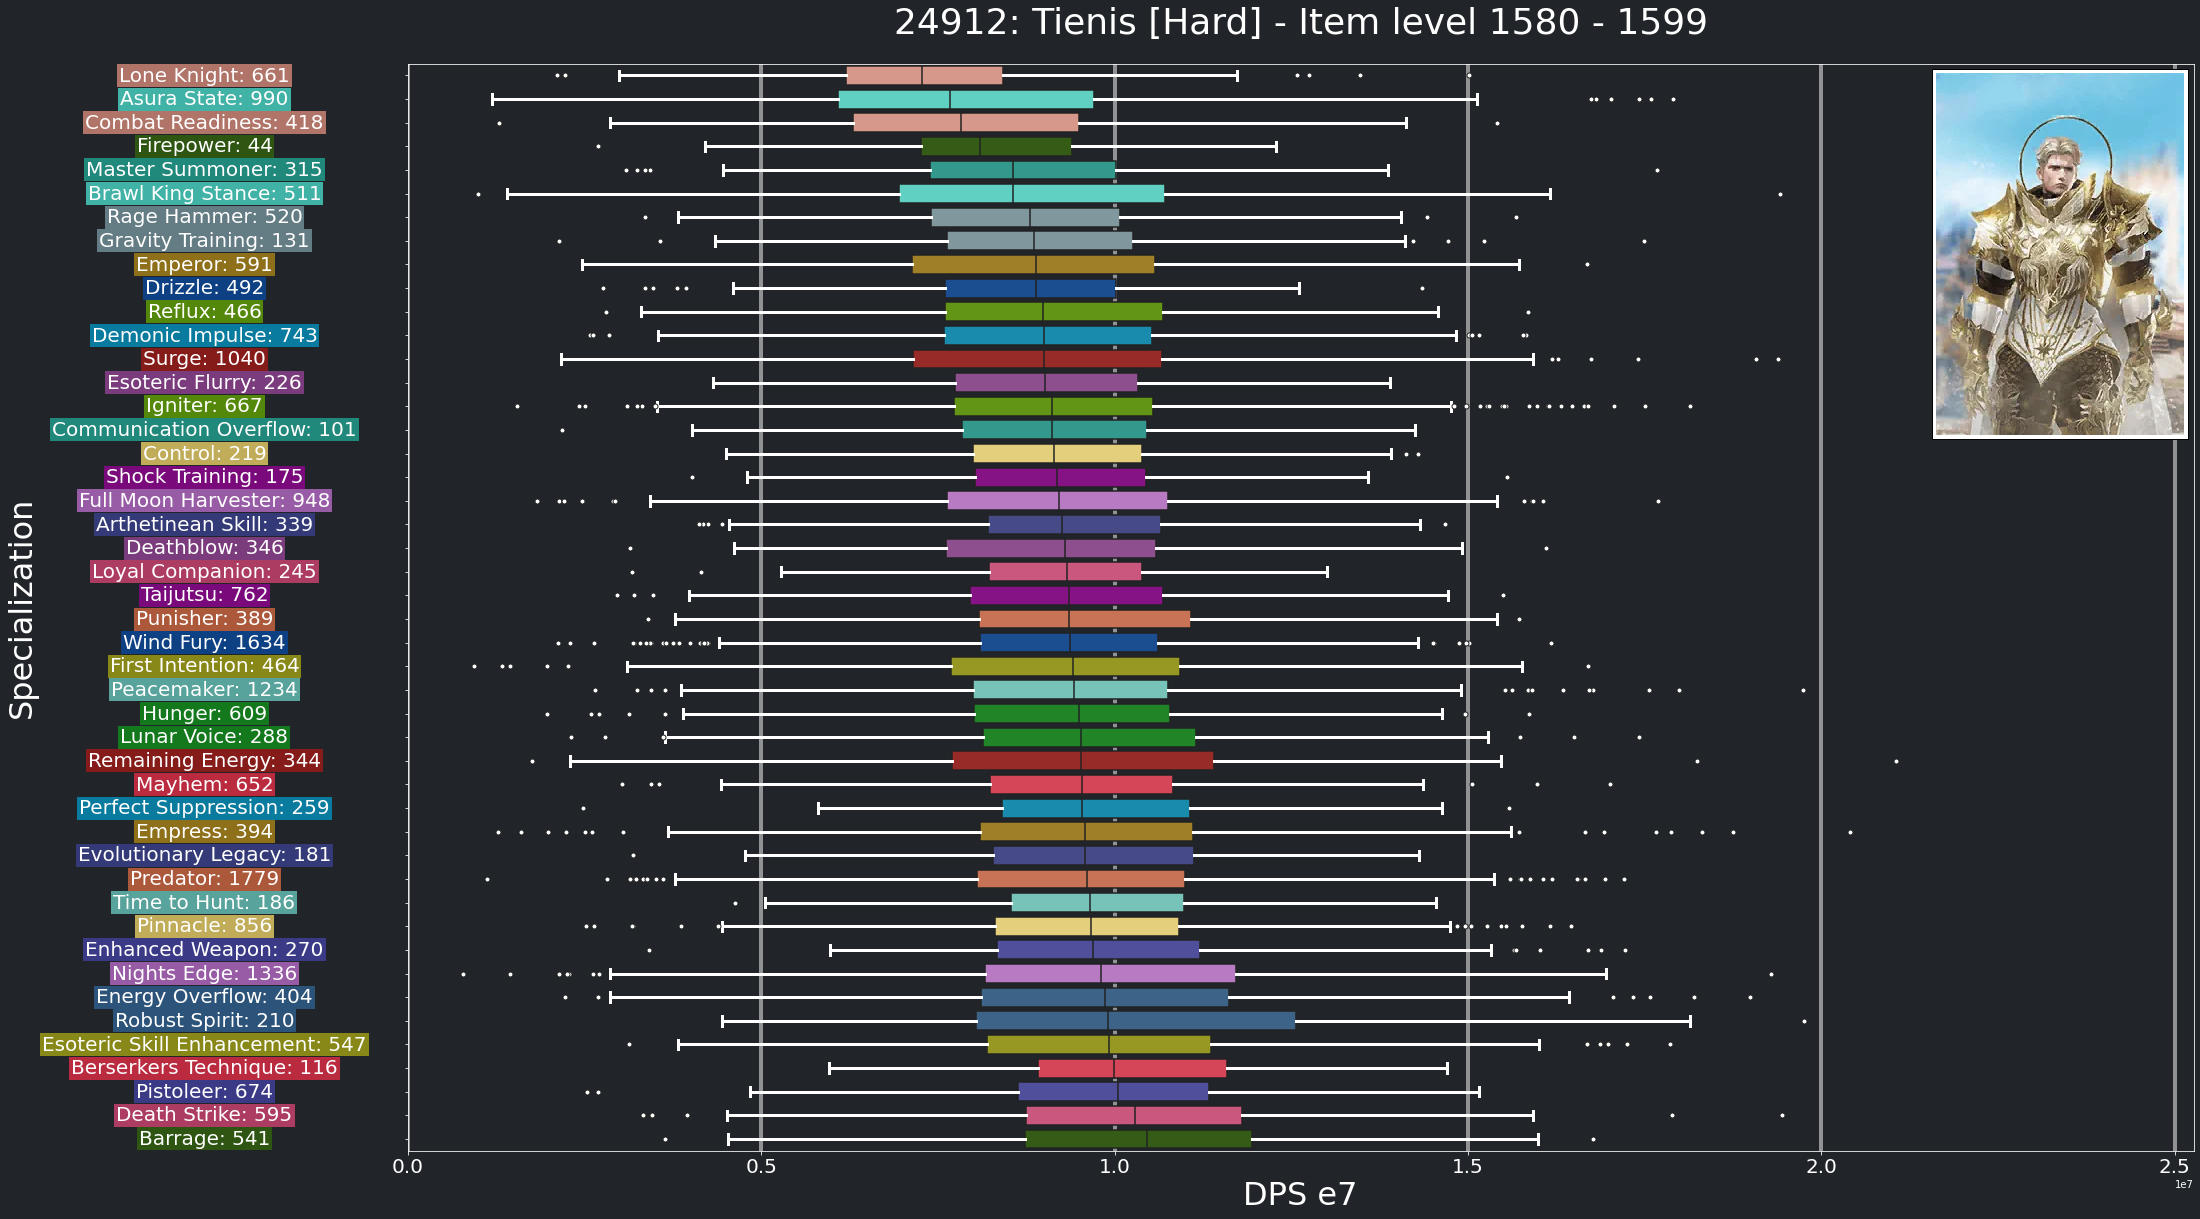 24912: Tienis [Hard] - Item level 1580 - 1599
Lone Knight: 661
Asura State: 990
Combat Readiness: 418
Firepower: 44
Master Summoner: 315
Brawl King Stance: 511
Rage Hammer: 520
Gravity Training: 131
Emperor: 591
Drizzle: 492
Reflux: 466
Demonic Impulse: 743
Surge: 1040
Esoteric Flurry: 226
Igniter: 667
Communication Overflow: 101
Control: 219
Shock Training: 175
Full Moon Harvester: 948
Arthetinean Skill: 339
Deathblow: 346
Loyal Companion: 245
Taijutsu: 762
Punisher: 389
Wind Fury: 1634
First Intention: 464
Peacemaker: 1234
Hunger: 609
Lunar Voice: 288
Remaining Energy: 344
Mayhem: 652
Perfect Suppression: 259
Empress: 394
Evolutionary Legacy: 181
Predator: 1779
Time to Hunt: 186
Pinnacle: 856
Enhanced Weapon: 270
Nights Edge: 1336
Energy Overflow: 404
Robust Spirit: 210
Esoteric Skill Enhancement: 547
Berserkers Technique: 116
Pistoleer: 674
Death Strike: 595
Barrage: 541
Specialization
0.0 0.5 1.0 1.5 2.0 2.5
1e7
DPS e7